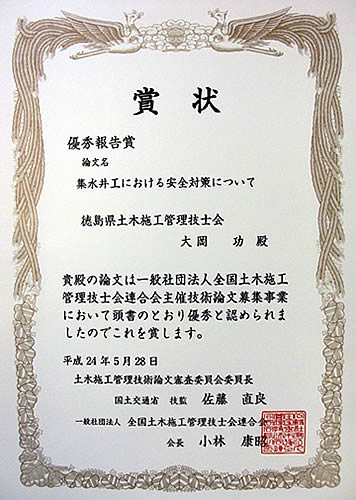 賞状
優秀報告賞
論文名
集水井工における安全対策について
徳島県土木施工管理技士会
大岡 功 殿
貴殿の論文は一般社団法人全国土木施工
管理技士会連合会主催技術論文募集事業
において頭書のとおり優秀と認められま
したのでこれを賞します。
平成24年5月28日
土木施工管理技術論文審査委員会委員長
国土交通省 技監 佐藤 直良
一般社団法人 全国土木施工管理技士会連合会
会長 小林 康昭